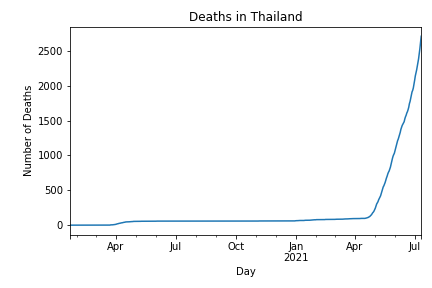 Deaths in Thailand
Number of Deaths
2500
2000
1500
1000
500
0
Apr Jul Oct Jan Apr Jul
2021
Day